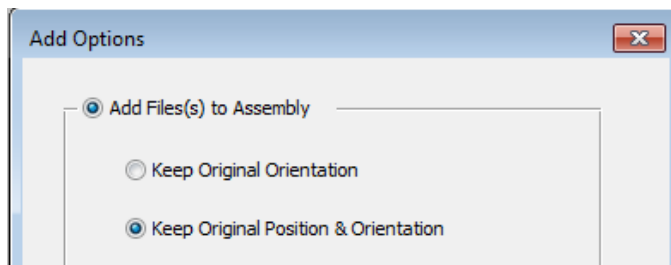 Add Options
Add Files(s) to Assembly
Keep Original Orientation
Keep Original Position & Orientation